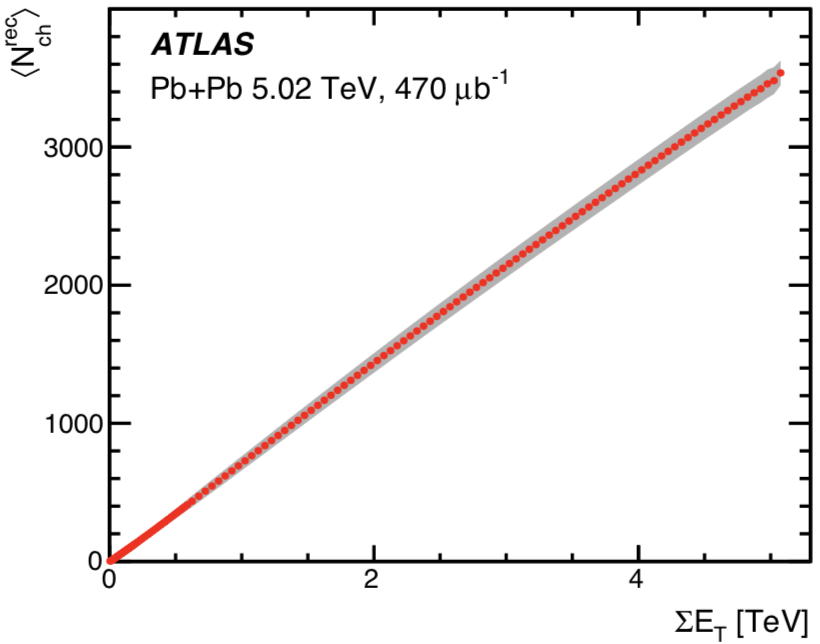 ⟨N_ch^rec⟩
ATLAS
Pb+Pb 5.02 TeV, 470 μb⁻¹
3000
2000
1000
0
0 2 4
ΣE_T [TeV]